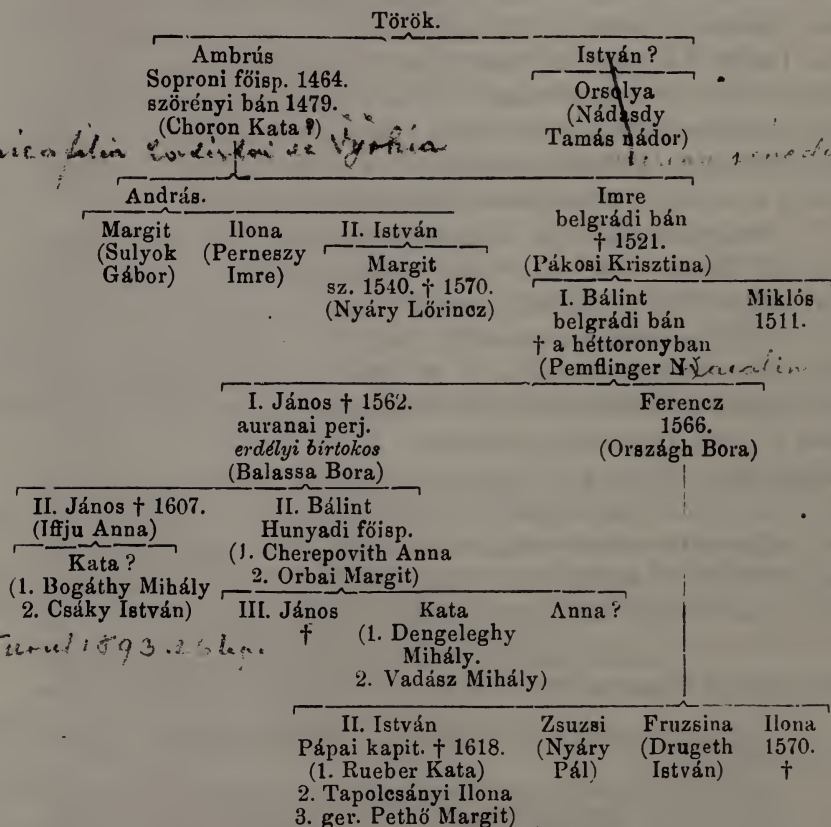 Török.
Ambrús
Soproni főisp. 1464.
szörényi bán 1479.
(Choron Kata ?)
István ?
Orsolya
(Nádasdy
Tamás nádor)
András.
Imre
belgrádi bán
† 1521.
(Pákosi Krisztina)
Margit
(Sulyok
Gábor)
Ilona
(Perneszy
Imre)
II. István
Margit
sz. 1540. † 1570.
(Nyáry Lőrincz)
I. Bálint
belgrádi bán
† a héttoronyban
(Pemflinger
Miklós
1511.
I. János † 1562.
auranai perj.
erdélyi birtokos
(Balassa Bora)
Ferencz
1566.
(Országh Bora)
II. János † 1607.
(Iffju Anna)
II. Bálint
Hunyadi főisp.
(1. Cherepovith Anna
2. Orbai Margit)
Kata ?
(1. Bogáthy Mihály
2. Csáky István)
III. János
†
Kata
(1. Dengeleghy
Mihály.
2. Vadász Mihály)
Anna ?
Turul 1893.
II. István
Pápai kapit. † 1618.
(1. Rueber Kata)
2. Tapolcsányi Ilona
3. ger. Pethő Margit)
Zsuzsi
(Nyáry
Pál)
Fruzsina
(Drugeth
István)
Ilona
1570.
†